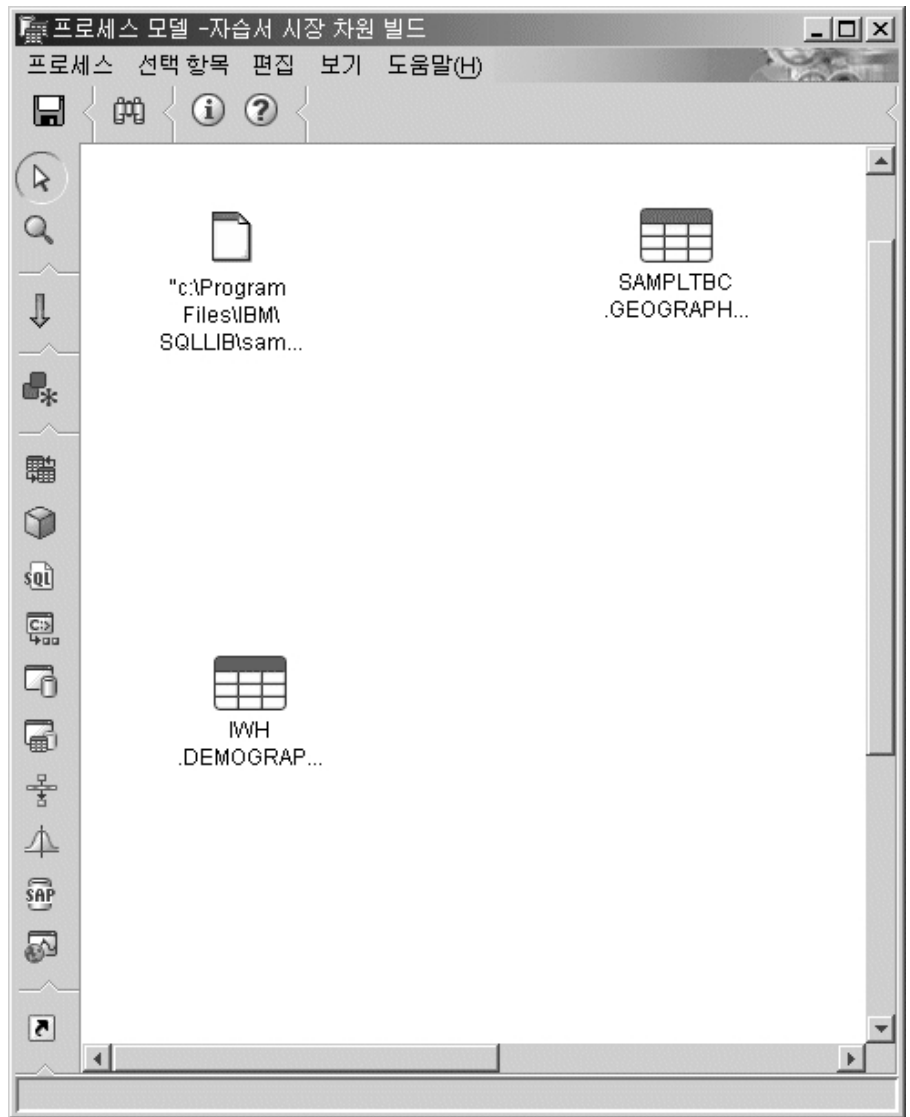 프로세스 모델 -자습서 시장 차원 빌드
프로세스 선택 항목 편집 보기 도움말(H)
"c:\Program
Files\IBM\
SQLLIB\sam...
SAMPLTBC
.GEOGRAPH...
SQL
C:>
IWH
.DEMOGRAP...
SAP